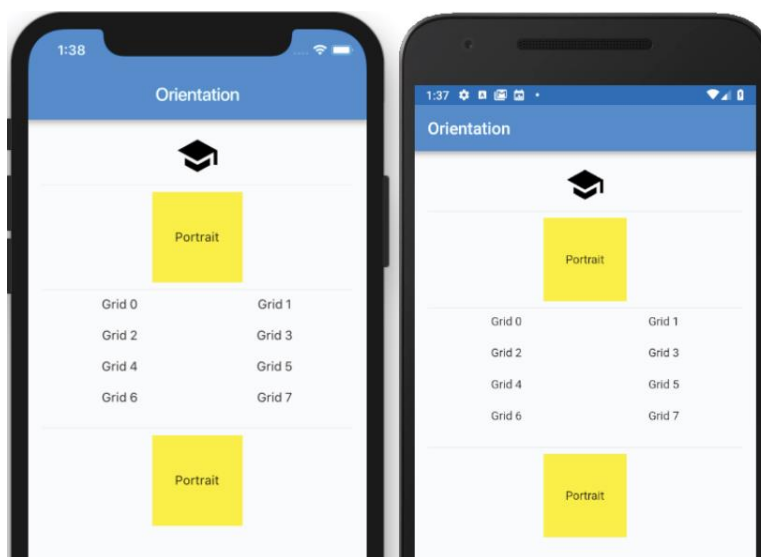 1:38
Orientation
Portrait
Grid 0 Grid 1
Grid 2 Grid 3
Grid 4 Grid 5
Grid 6 Grid 7
Portrait
1:37
Orientation
Portrait
Grid 0 Grid 1
Grid 2 Grid 3
Grid 4 Grid 5
Grid 6 Grid 7
Portrait